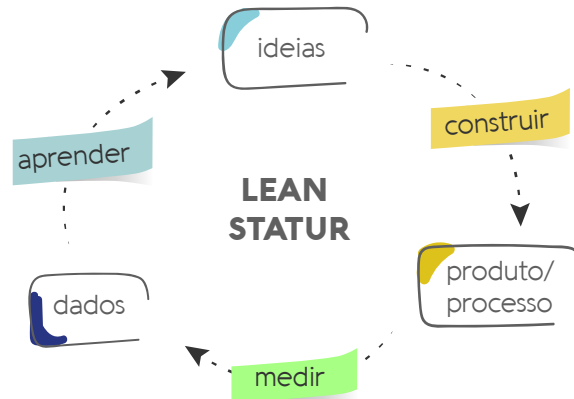 ideias
construir
aprender
LEAN
STATUR
produto/
processo
dados
medir